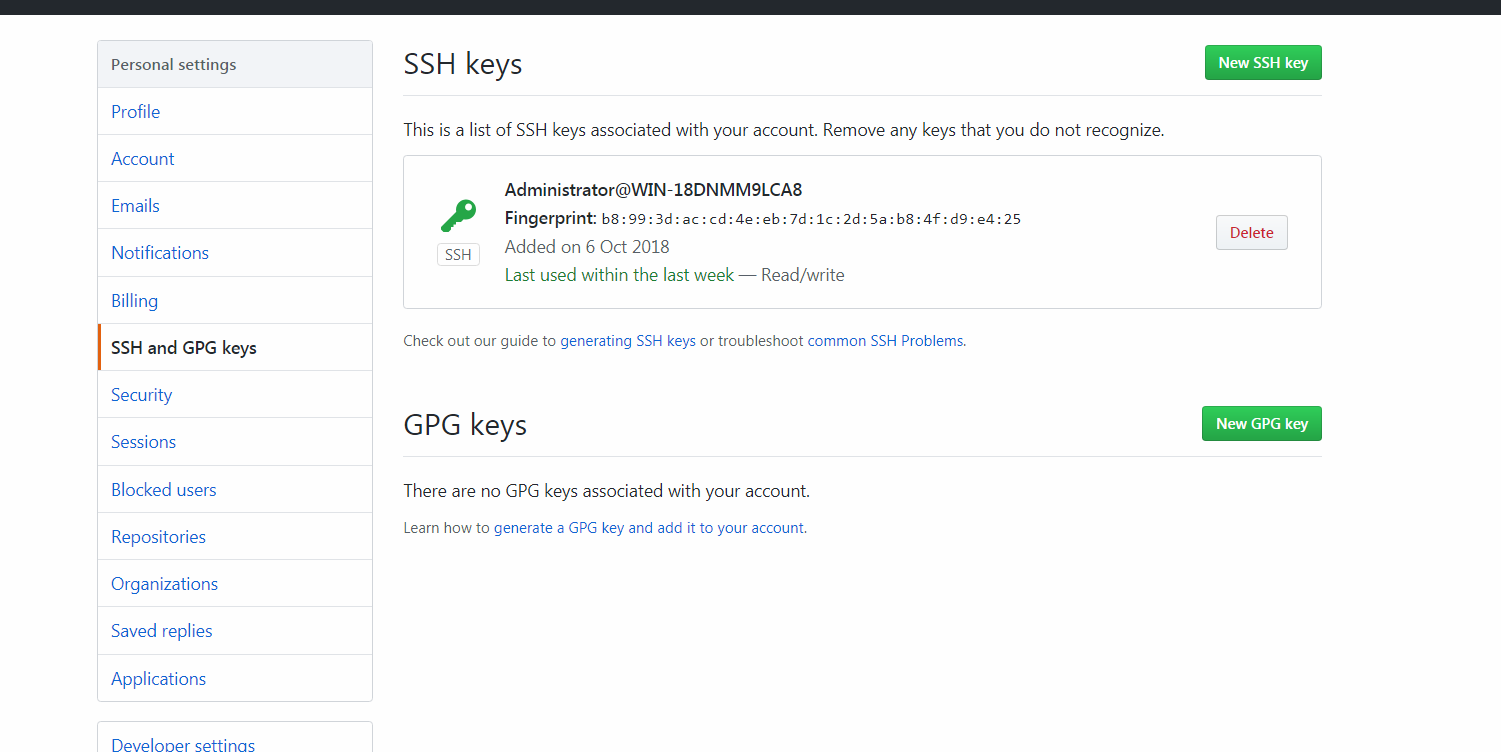 Personal settings
Profile
Account
Emails
Notifications
Billing
SSH and GPG keys
Security
Sessions
Blocked users
Repositories
Organizations
Saved replies
Applications
Developer settings
SSH keys
New SSH key
This is a list of SSH keys associated with your account. Remove any keys that you do not recognize.
SSH
Administrator@WIN-18DNMM9LCA8
Fingerprint: b8:99:3d:ac:cd:4e:eb:7d:1c:2d:5a:b8:4f:d9:e4:25
Added on 6 Oct 2018
Last used within the last week — Read/write
Delete
Check out our guide to generating SSH keys or troubleshoot common SSH Problems.
GPG keys
New GPG key
There are no GPG keys associated with your account.
Learn how to generate a GPG key and add it to your account.